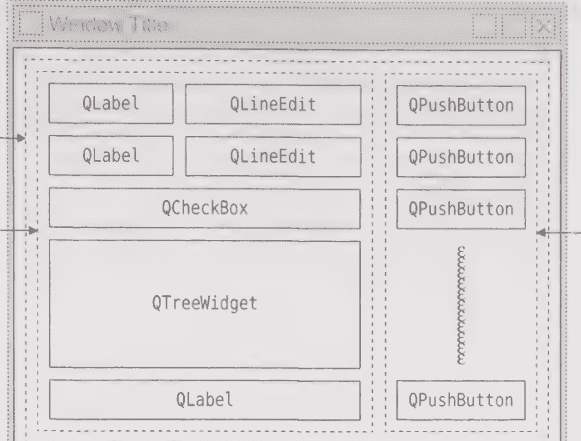 Window Title
QLabel QLineEdit QPushButton
QLabel QLineEdit QPushButton
QCheckBox QPushButton
QTreeWidget
QLabel QPushButton